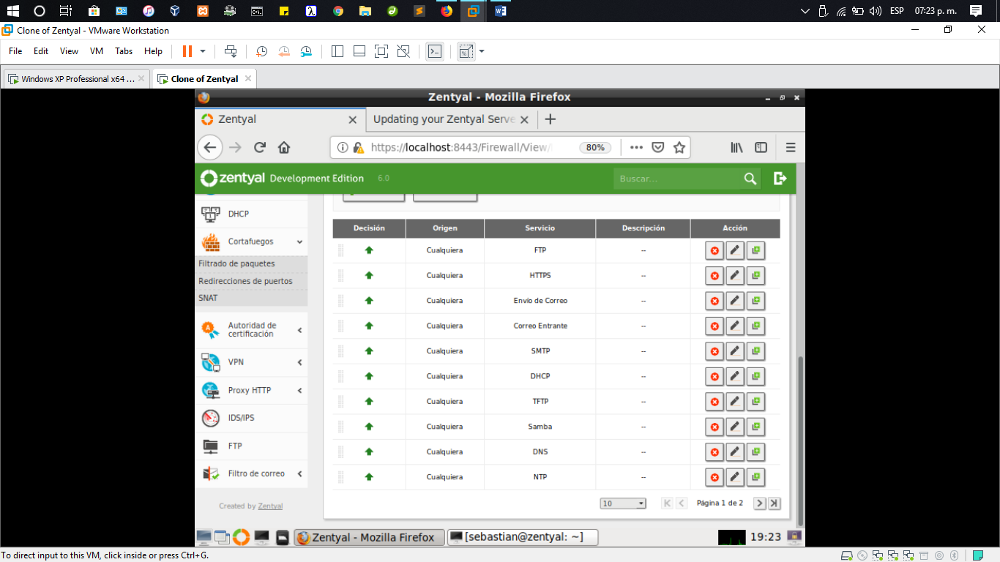 ESP 07:23 p. m.
Clone of Zentyal - VMware Workstation
File Edit View VM Tabs Help
Windows XP Professional x64 ... Clone of Zentyal
Zentyal - Mozilla Firefox
Zentyal Updating your Zentyal Serve
https://localhost:8443/Firewall/View/ 80%
zentyal Development Edition 6.0 Buscar...
DHCP
Cortafuegos
Filtrado de paquetes
Redirecciones de puertos
SNAT
Autoridad de
certificación
VPN
Proxy HTTP
IDS/IPS
FTP
Filtro de correo
Created by Zentyal
Decisión Origen Servicio Descripción Acción
Cualquiera FTP --
Cualquiera HTTPS --
Cualquiera Envío de Correo --
Cualquiera Correo Entrante --
Cualquiera SMTP --
Cualquiera DHCP --
Cualquiera TFTP --
Cualquiera Samba --
Cualquiera DNS --
Cualquiera NTP --
10 Página 1 de 2
Zentyal - Mozilla Firefox [sebastian@zentyal: ~] 19:23
To direct input to this VM, click inside or press Ctrl+G.